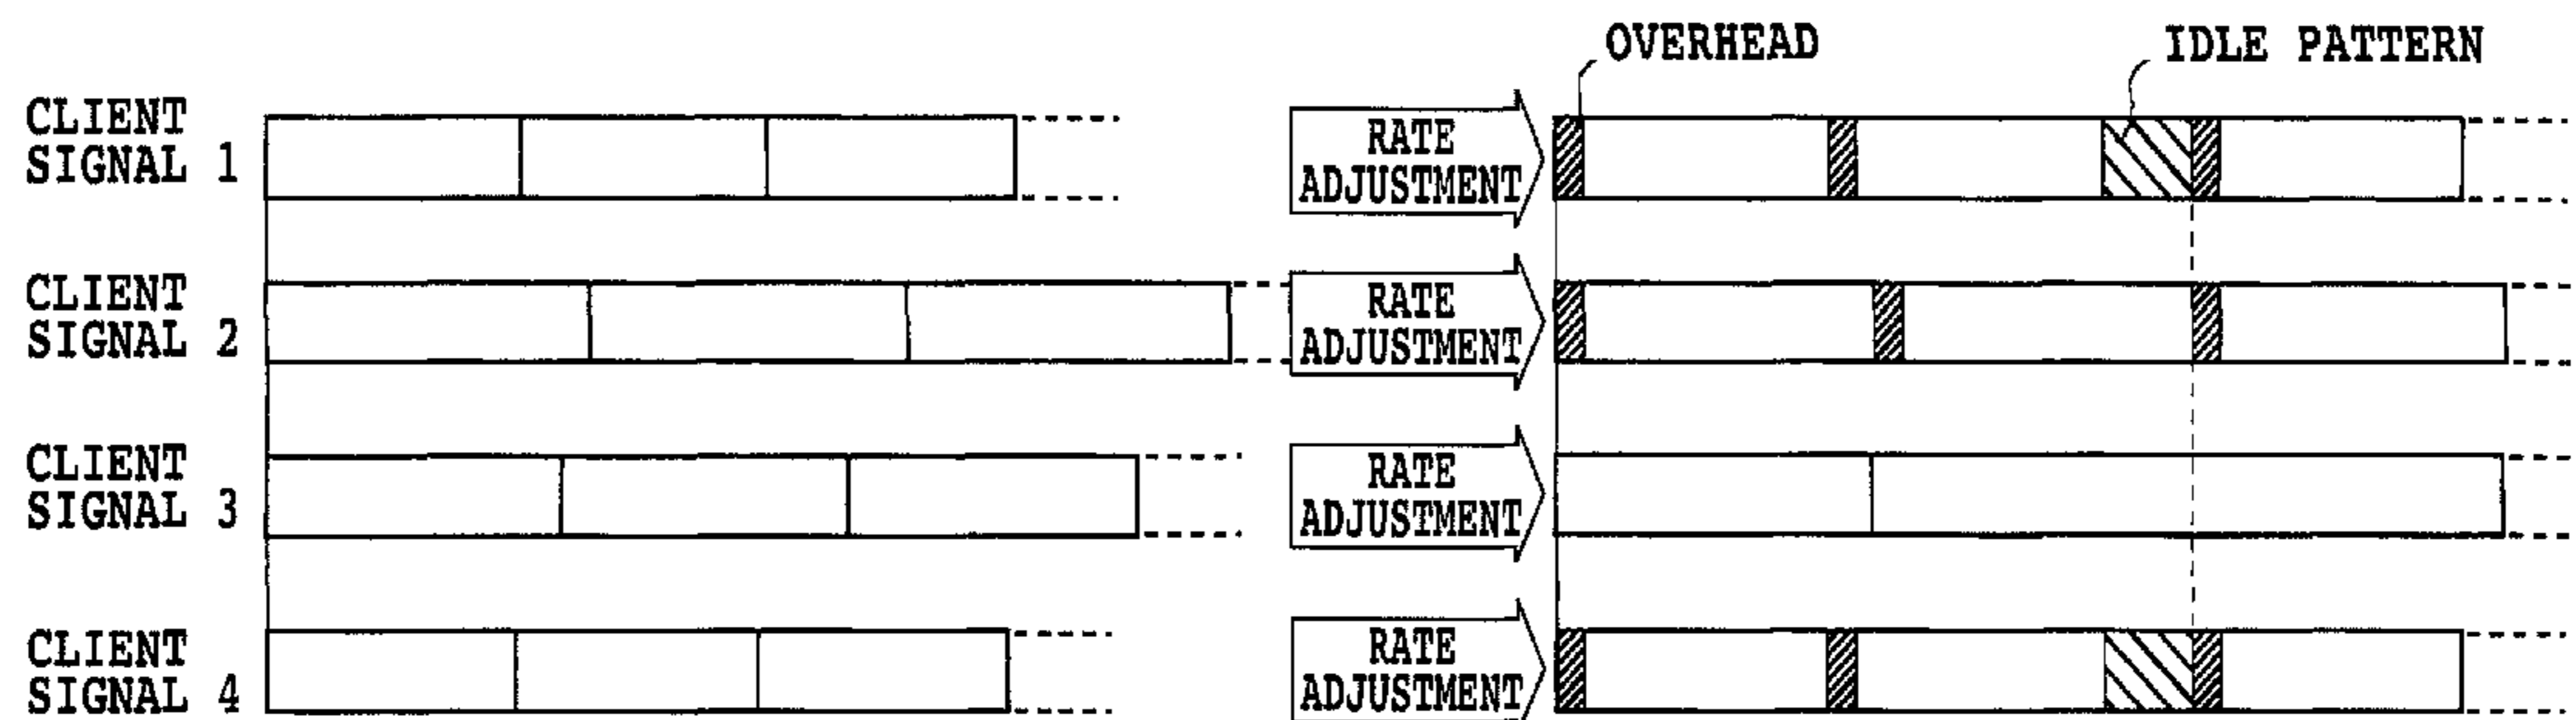 OVERHEAD
IDLE PATTERN
CLIENT
SIGNAL 1
RATE
ADJUSTMENT
CLIENT
SIGNAL 2
RATE
ADJUSTMENT
CLIENT
SIGNAL 3
RATE
ADJUSTMENT
CLIENT
SIGNAL 4
RATE
ADJUSTMENT